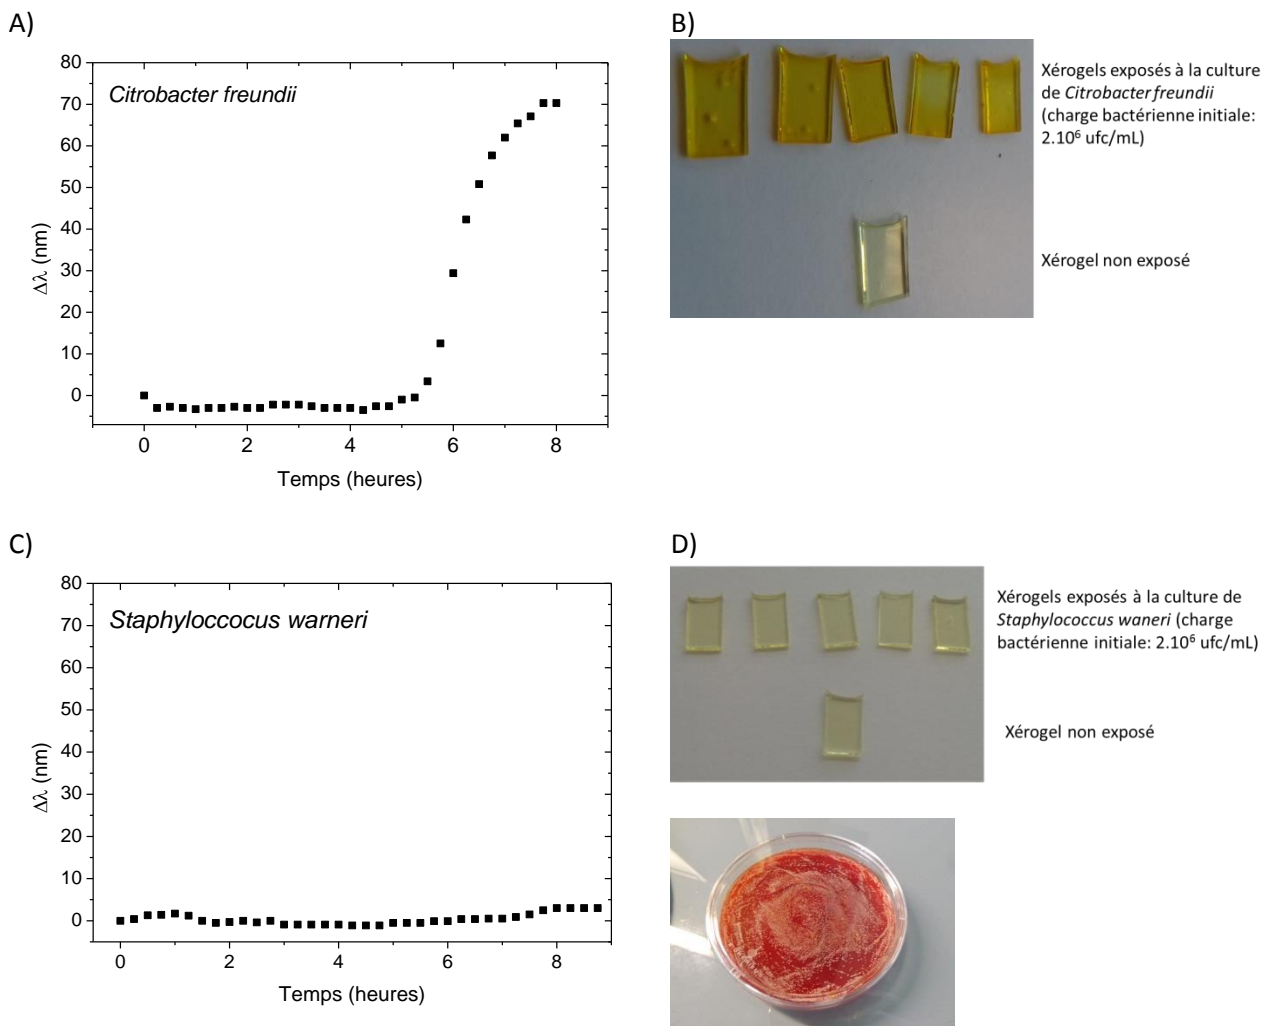 A)
80
70
60
50
40
30
20
10
0
Δλ (nm)
Citrobacter freundii
0 2 4 6 8
Temps (heures)
B)
Xérogels exposés à la culture
de Citrobacter freundii
(charge bactérienne initiale:
2.10⁶ ufc/mL)
Xérogel non exposé
C)
80
70
60
50
40
30
20
10
0
Δλ (nm)
Staphyloccocus warneri
0 2 4 6 8
Temps (heures)
D)
Xérogels exposés à la culture de
Staphylococcus waneri (charge
bactérienne initiale: 2.10⁶ ufc/mL)
Xérogel non exposé